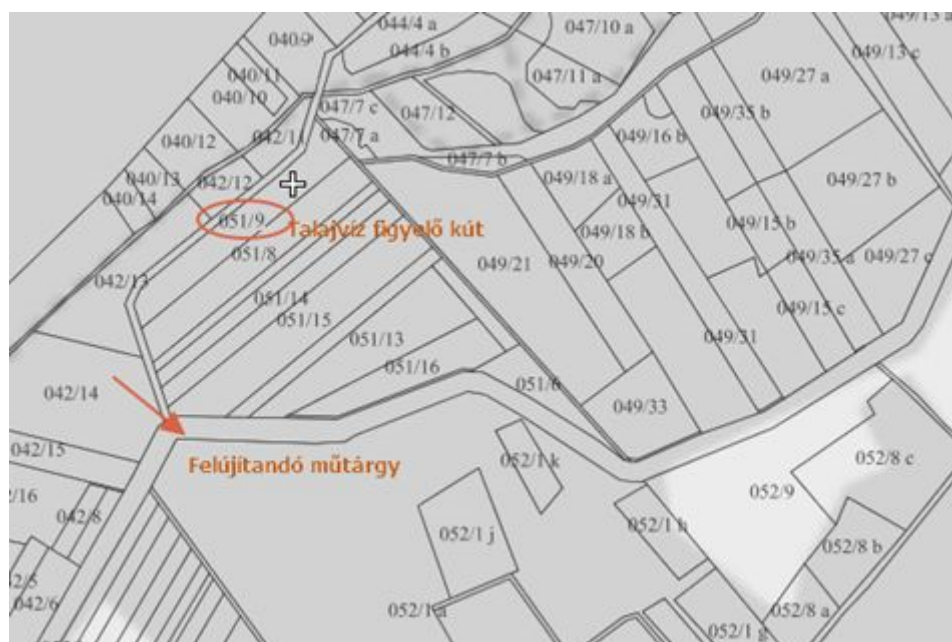 044/4 a
047/10 a
049/13 a
040/9
044/4 b
049/13 c
040/11
047/11 a
049/27 a
040/10
047/7 c
047/12
049/35 b
040/12
042/11
047/7 a
049/16 b
047/7 b
040/13
042/12
049/18 a
049/27 b
040/14
049/31
051/9
Talajvíz figyelő kút
049/15 b
049/18 b
051/8
049/21
049/20
049/35 a
049/27 c
042/13
051/14
051/15
049/15 c
051/13
049/31
051/16
042/14
051/6
049/33
042/15
Felújítandó műtárgy
052/1 k
052/8 c
052/9
042/8
052/1 h
052/1 j
052/8 b
042/6
052/1 a
052/8 a
052/1 g